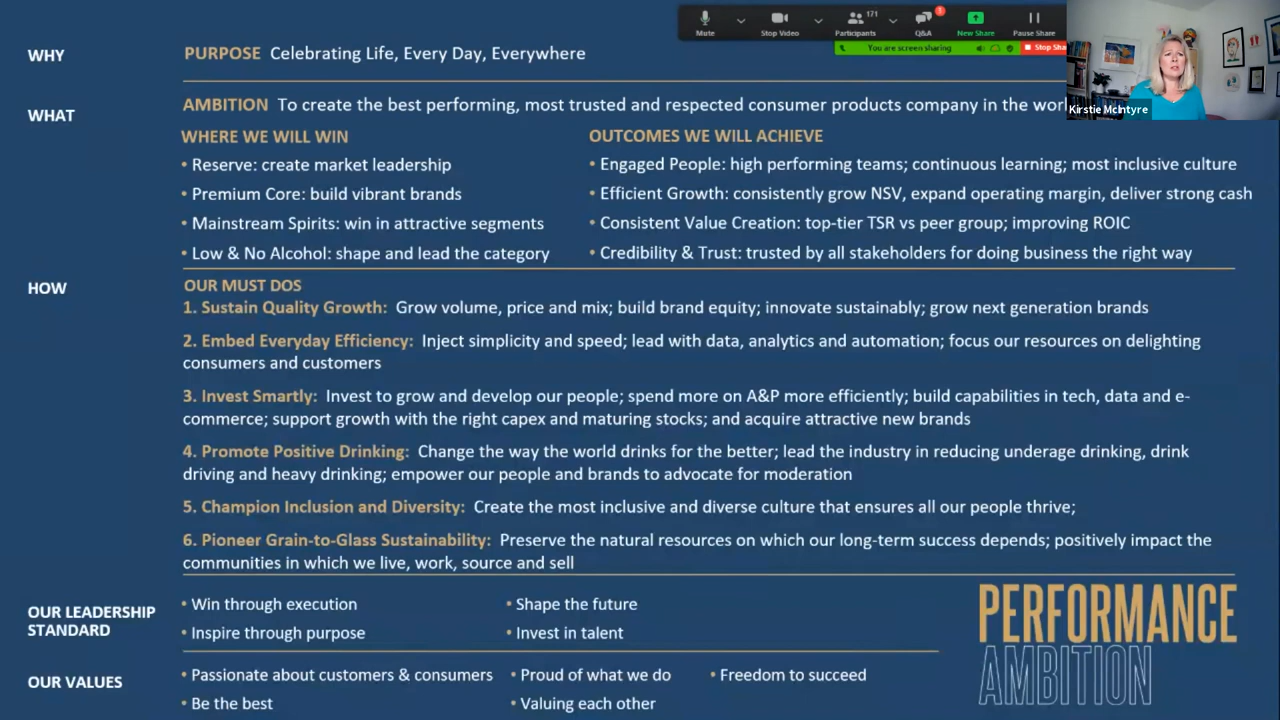 Mute
Stop Video
171
Participants
1
Q&A
New Share
Pause Share
You are screen sharing
Stop Sha
Kirstie McIntyre
WHY
PURPOSE Celebrating Life, Every Day, Everywhere
WHAT
AMBITION To create the best performing, most trusted and respected consumer products company in the wor
WHERE WE WILL WIN
• Reserve: create market leadership
• Premium Core: build vibrant brands
• Mainstream Spirits: win in attractive segments
• Low & No Alcohol: shape and lead the category
OUTCOMES WE WILL ACHIEVE
• Engaged People: high performing teams; continuous learning; most inclusive culture
• Efficient Growth: consistently grow NSV, expand operating margin, deliver strong cash
• Consistent Value Creation: top-tier TSR vs peer group; improving ROIC
• Credibility & Trust: trusted by all stakeholders for doing business the right way
HOW
OUR MUST DOS
1. Sustain Quality Growth: Grow volume, price and mix; build brand equity; innovate sustainably; grow next generation brands
2. Embed Everyday Efficiency: Inject simplicity and speed; lead with data, analytics and automation; focus our resources on delighting
consumers and customers
3. Invest Smartly: Invest to grow and develop our people; spend more on A&P more efficiently; build capabilities in tech, data and e-
commerce; support growth with the right capex and maturing stocks; and acquire attractive new brands
4. Promote Positive Drinking: Change the way the world drinks for the better; lead the industry in reducing underage drinking, drink
driving and heavy drinking; empower our people and brands to advocate for moderation
5. Champion Inclusion and Diversity: Create the most inclusive and diverse culture that ensures all our people thrive;
6. Pioneer Grain-to-Glass Sustainability: Preserve the natural resources on which our long-term success depends; positively impact the
communities in which we live, work, source and sell
OUR LEADERSHIP
STANDARD
• Win through execution
• Inspire through purpose
• Shape the future
• Invest in talent
OUR VALUES
• Passionate about customers & consumers
• Be the best
• Proud of what we do
• Valuing each other
• Freedom to succeed
PERFORMANCE
AMBITION